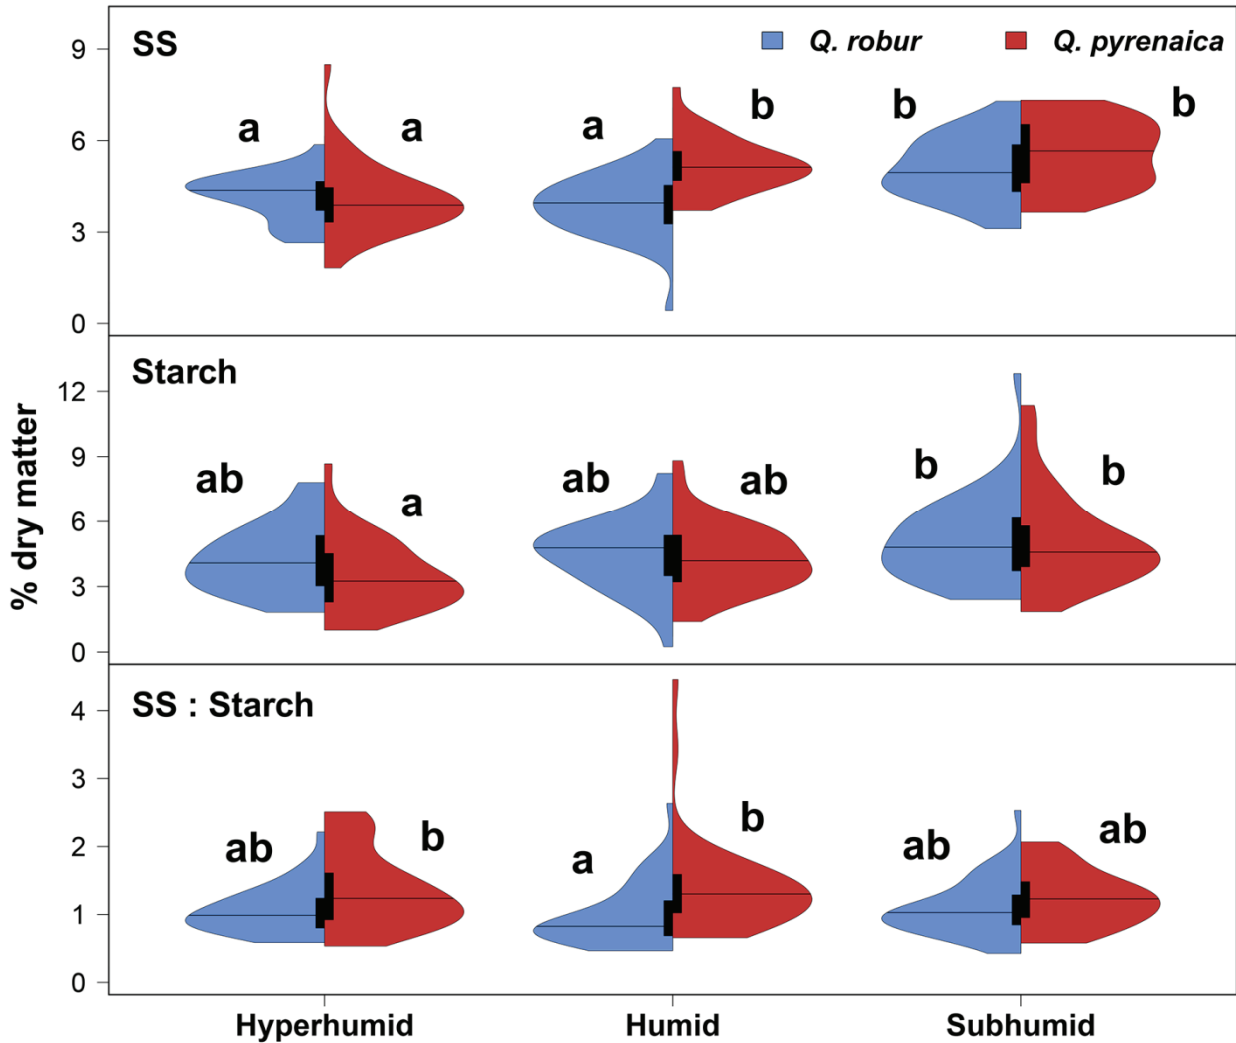 SS
Q. robur
Q. pyrenaica
9
6
3
0
a
a
a
b
b
b
Starch
12
9
6
3
0
ab
a
ab
ab
b
b
% dry matter
SS : Starch
4
3
2
1
0
ab
b
a
b
ab
ab
Hyperhumid
Humid
Subhumid